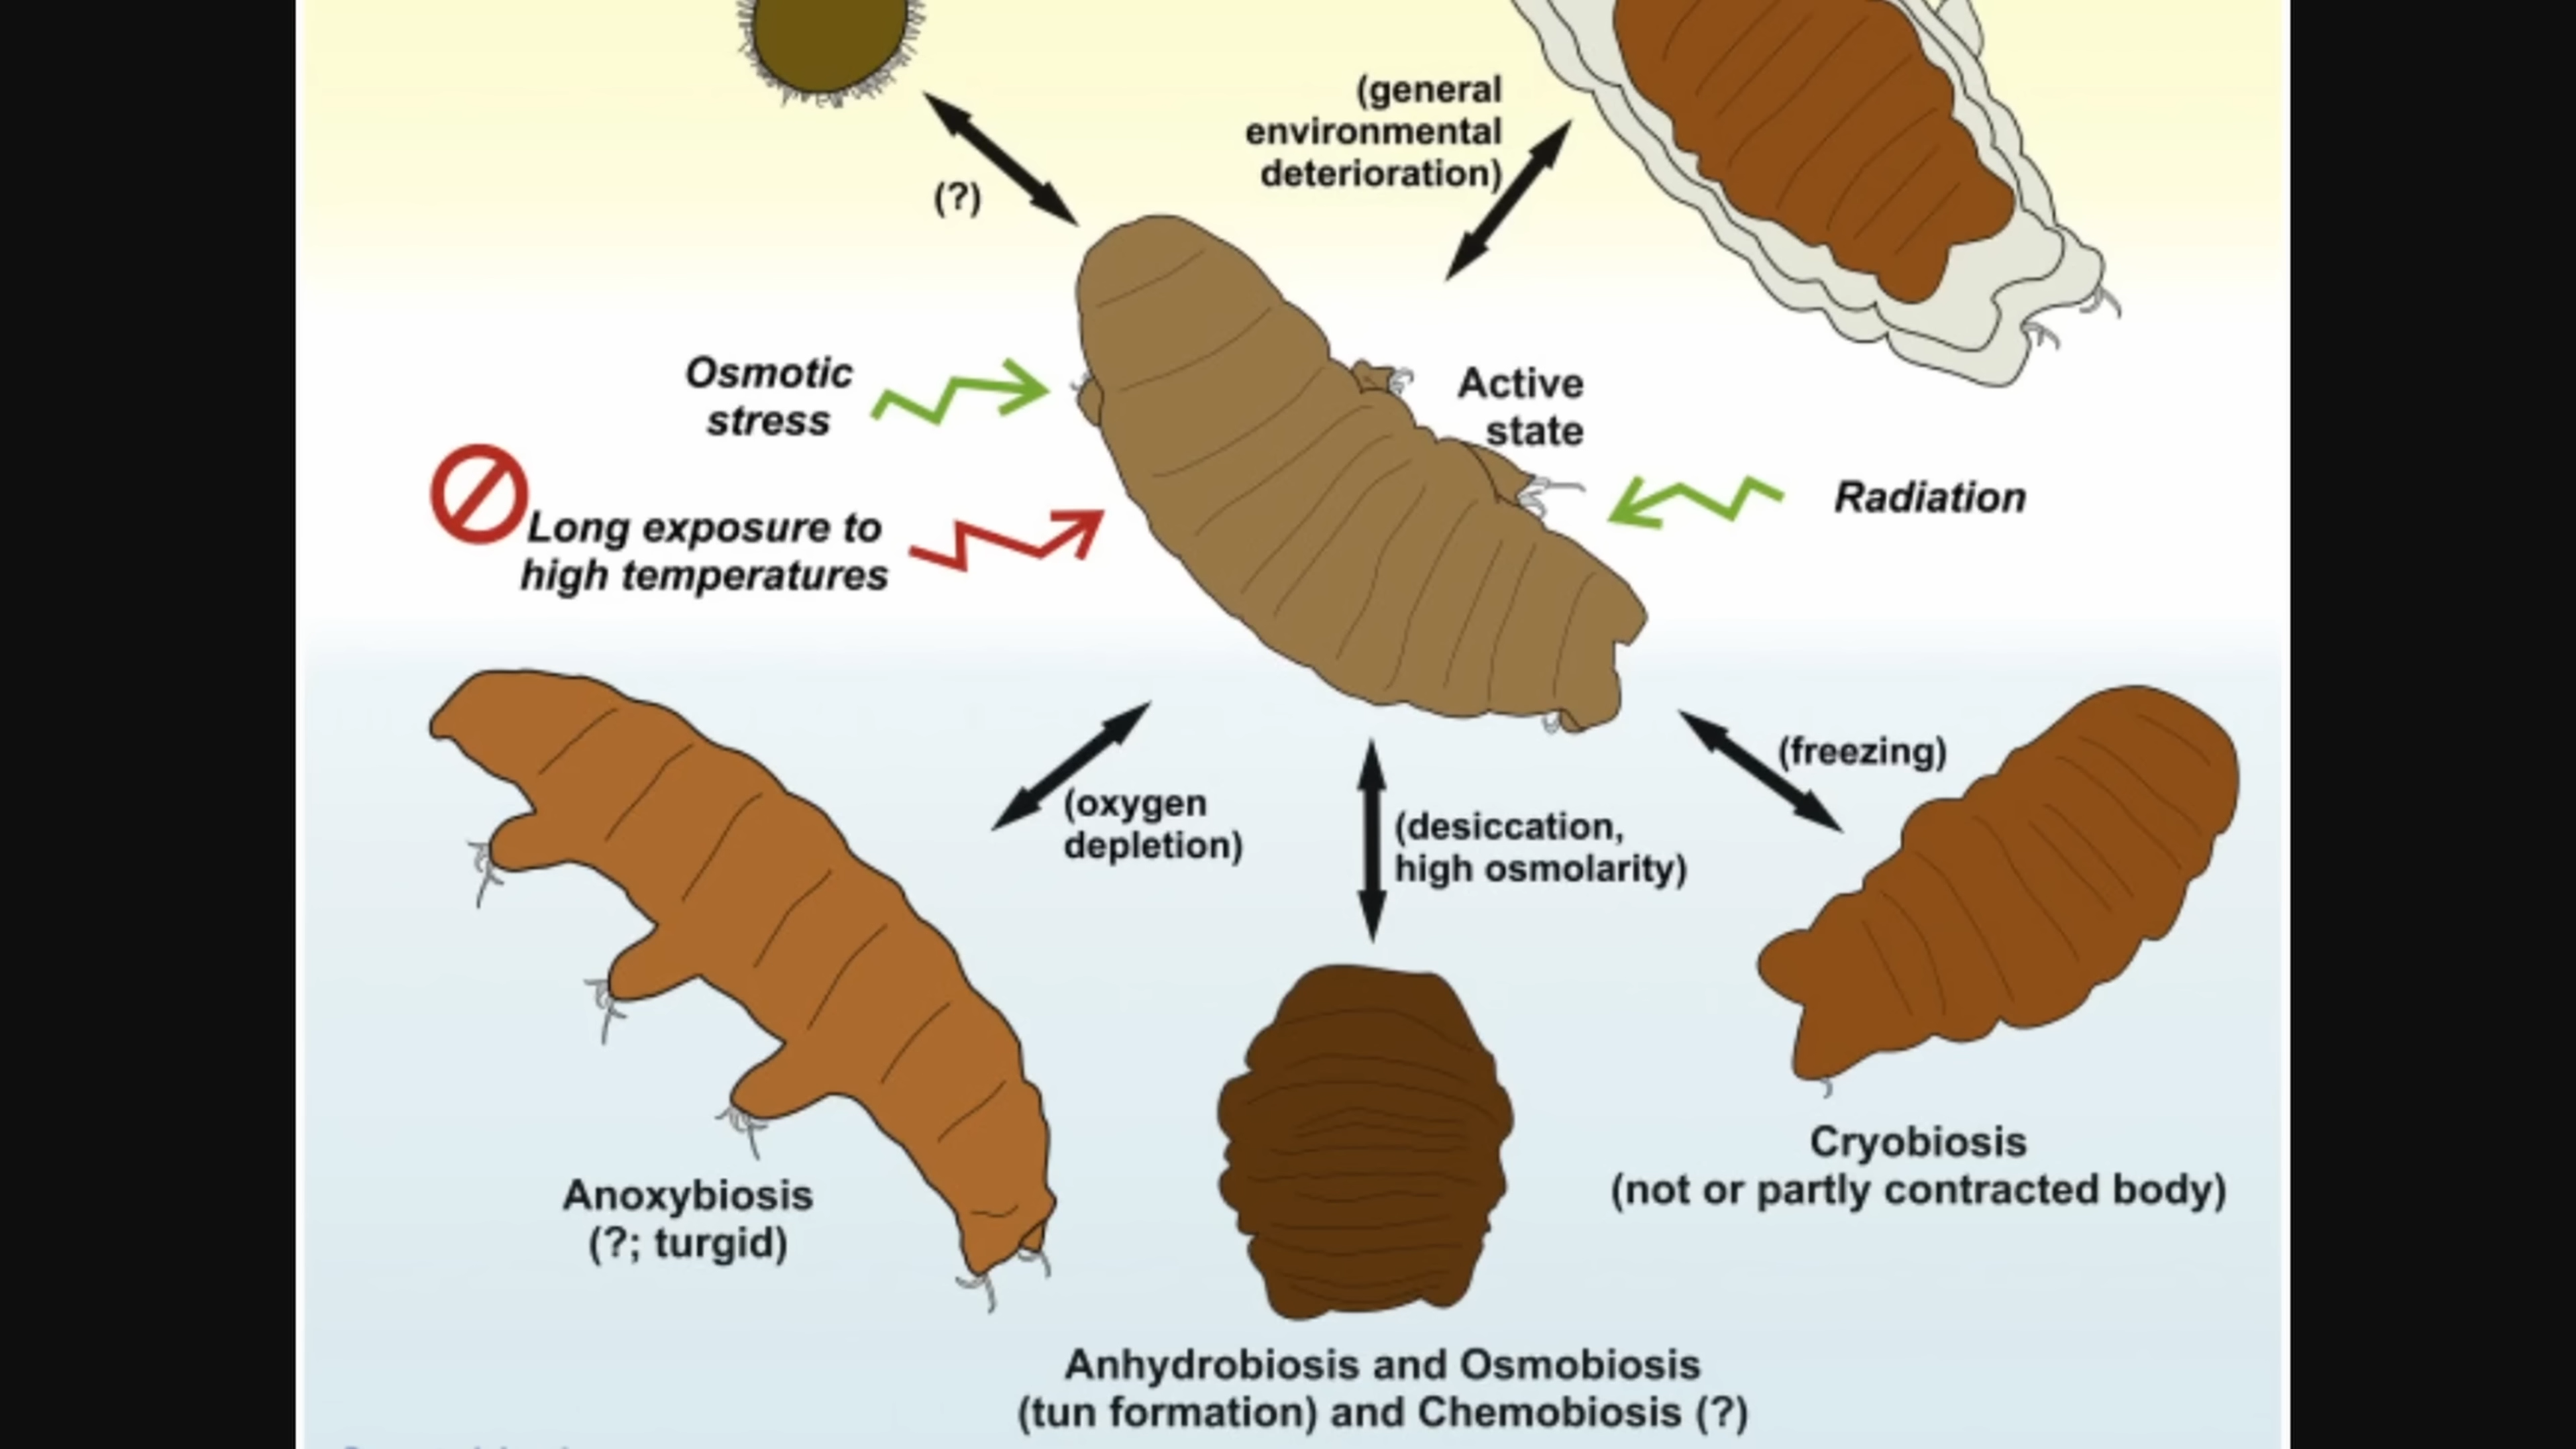 (general
environmental
deterioration)
(?)
Osmotic
stress
Active
state
Radiation
Long exposure to
high temperatures
(freezing)
(oxygen
depletion)
(desiccation,
high osmolarity)
Cryobiosis
(not or partly contracted body)
Anoxybiosis
(?; turgid)
Anhydrobiosis and Osmobiosis
(tun formation) and Chemobiosis (?)